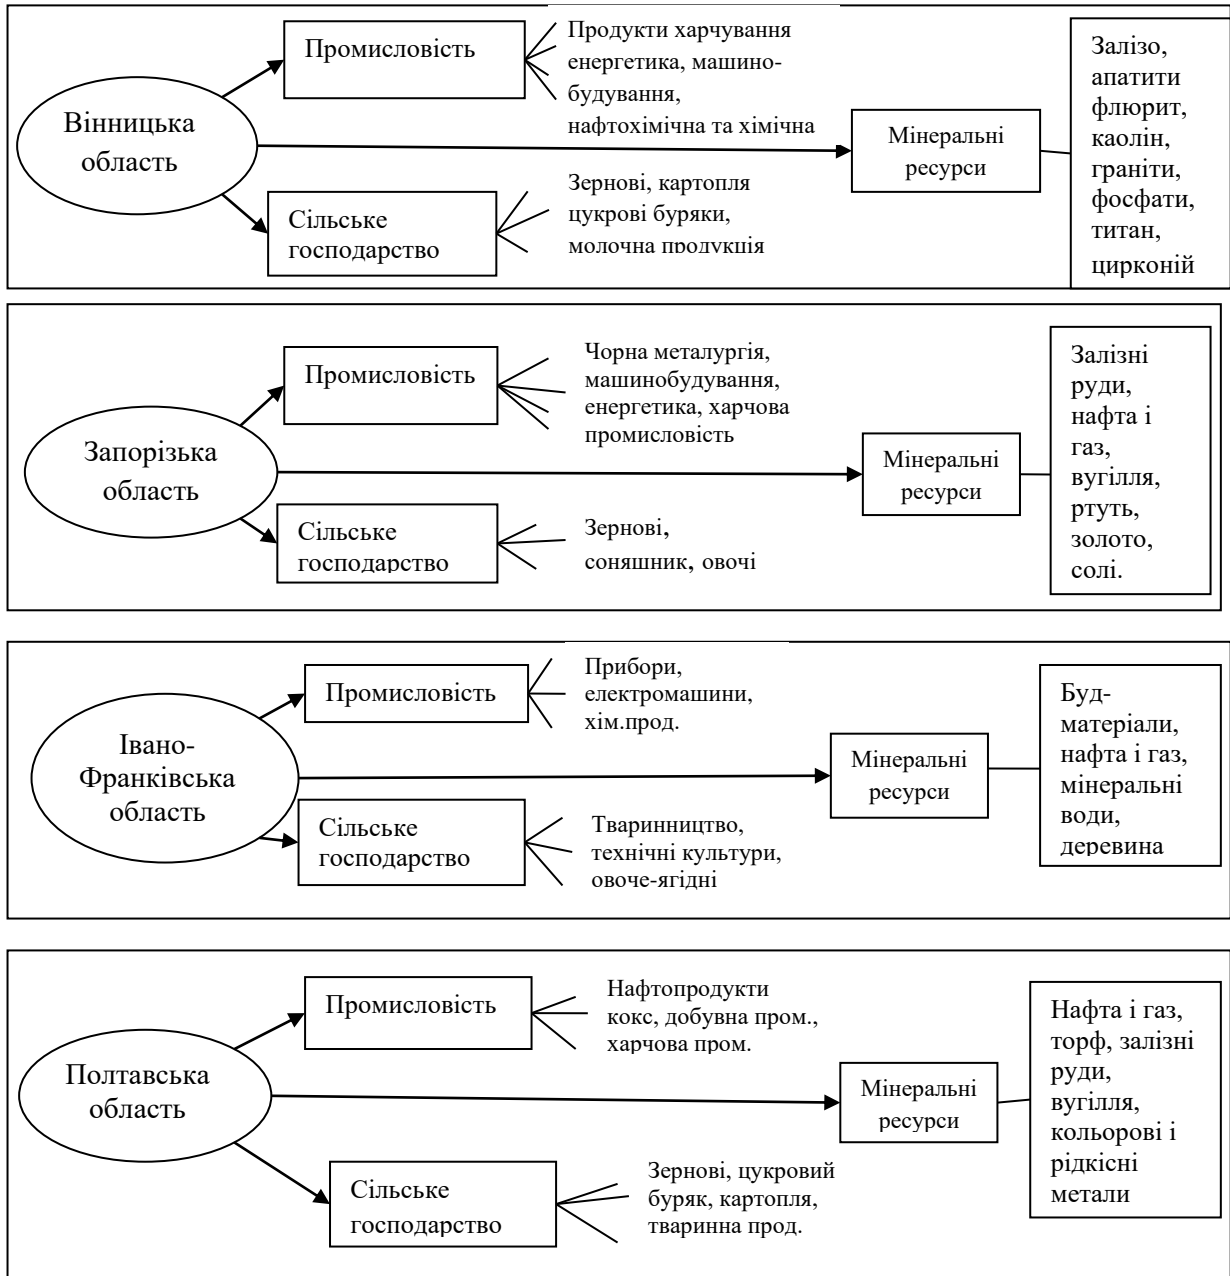 Вінницька
область
Промисловість
Продукти харчування
енергетика, машино-
будування,
нафтохімічна та хімічна
Сільське
господарство
Зернові, картопля
цукрові буряки,
молочна продукція
Мінеральні
ресурси
Залізо,
апатити
флюрит,
каолін,
граніти,
фосфати,
титан,
цирконій
Запорізька
область
Промисловість
Чорна металургія,
машинобудування,
енергетика, харчова
промисловість
Сільське
господарство
Зернові,
соняшник, овочі
Мінеральні
ресурси
Залізні
руди,
нафта і
газ,
вугілля,
ртуть,
золото,
солі.
Івано-
Франківська
область
Промисловість
Прибори,
електромашини,
хім.прод.
Сільське
господарство
Тваринництво,
технічні культури,
овоче-ягідні
Мінеральні
ресурси
Буд-
матеріали,
нафта і газ,
мінеральні
води,
деревина
Полтавська
область
Промисловість
Нафтопродукти
кокс, добувна пром.,
харчова пром.
Сільське
господарство
Зернові, цукровий
буряк, картопля,
тваринна прод.
Мінеральні
ресурси
Нафта і газ,
торф, залізні
руди,
вугілля,
кольорові і
рідкісні
метали